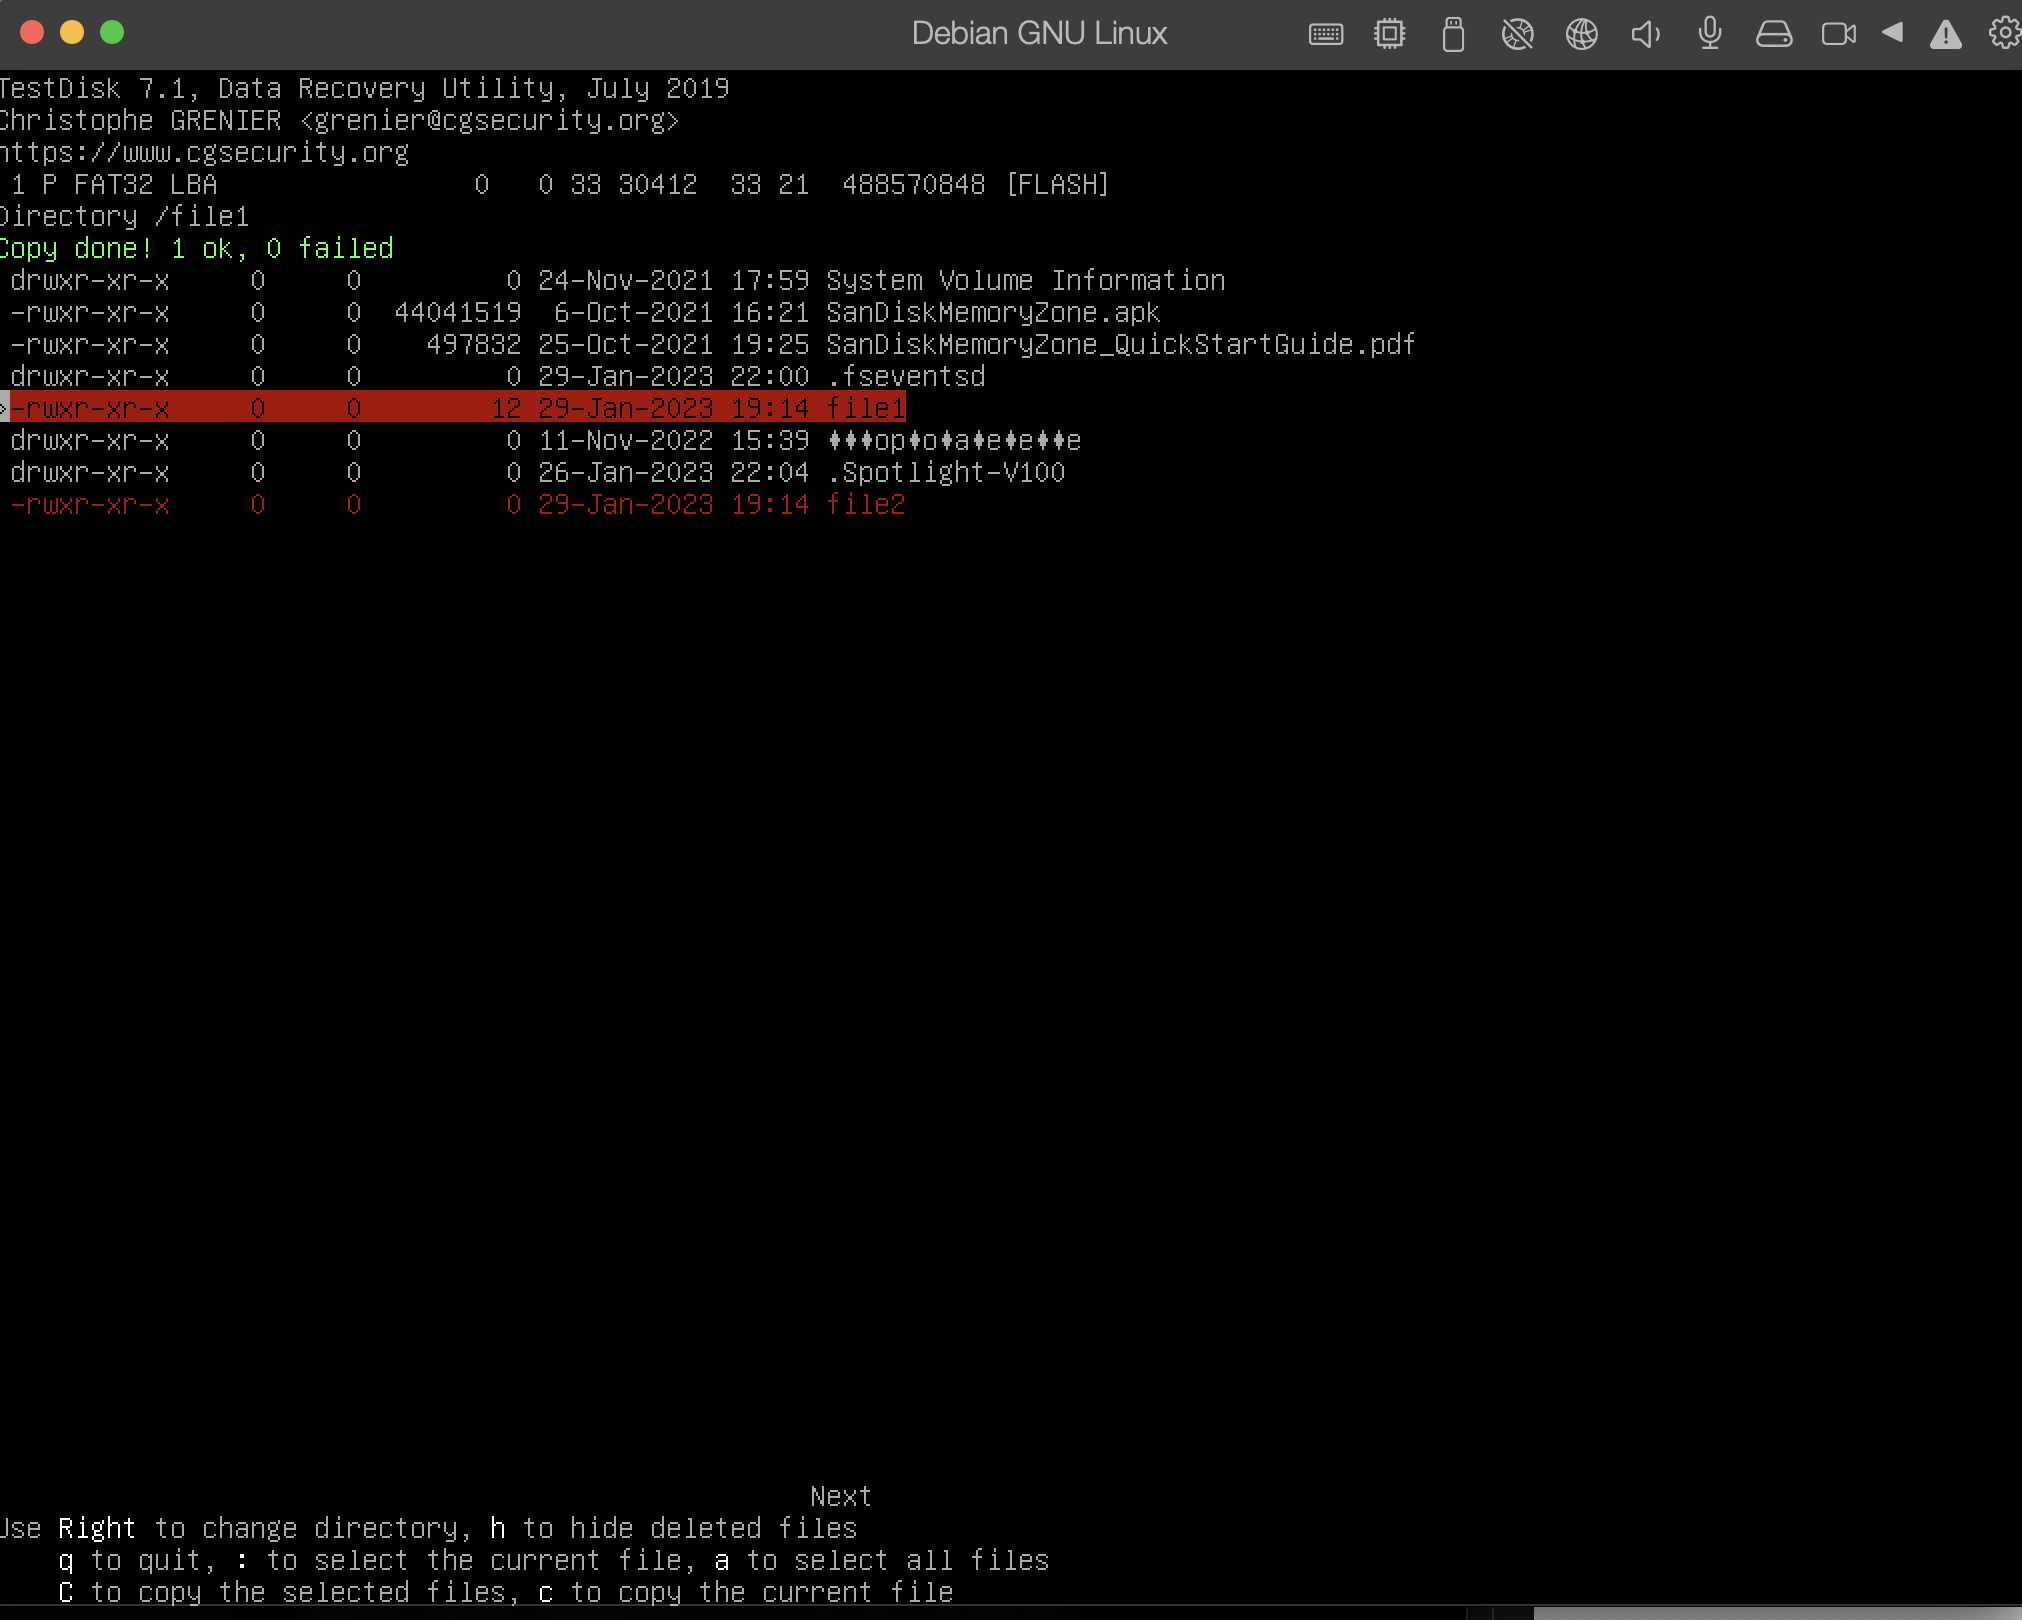 Debian GNU Linux
TestDisk 7.1, Data Recovery Utility, July 2019
Christophe GRENIER <grenier@cgsecurity.org>
https://www.cgsecurity.org
1 P FAT32 LBA 0 0 33 30412 33 21 488570848 [FLASH]
Directory /file1
Copy done! 1 ok, 0 failed
drwxr-xr-x 0 0 0 24-Nov-2021 17:59 System Volume Information
-rwxr-xr-x 0 0 44041519 6-Oct-2021 16:21 SanDiskMemoryZone.apk
-rwxr-xr-x 0 0 497832 25-Oct-2021 19:25 SanDiskMemoryZone_QuickStartGuide.pdf
drwxr-xr-x 0 0 0 29-Jan-2023 22:00 .fseventsd
>-rwxr-xr-x 0 0 12 29-Jan-2023 19:14 file1
drwxr-xr-x 0 0 0 11-Nov-2022 15:39 ♦♦♦op♦o♦a♦e♦e♦♦e
drwxr-xr-x 0 0 0 26-Jan-2023 22:04 .Spotlight-V100
-rwxr-xr-x 0 0 0 29-Jan-2023 19:14 file2
Next
Use Right to change directory, h to hide deleted files
q to quit, : to select the current file, a to select all files
C to copy the selected files, c to copy the current file